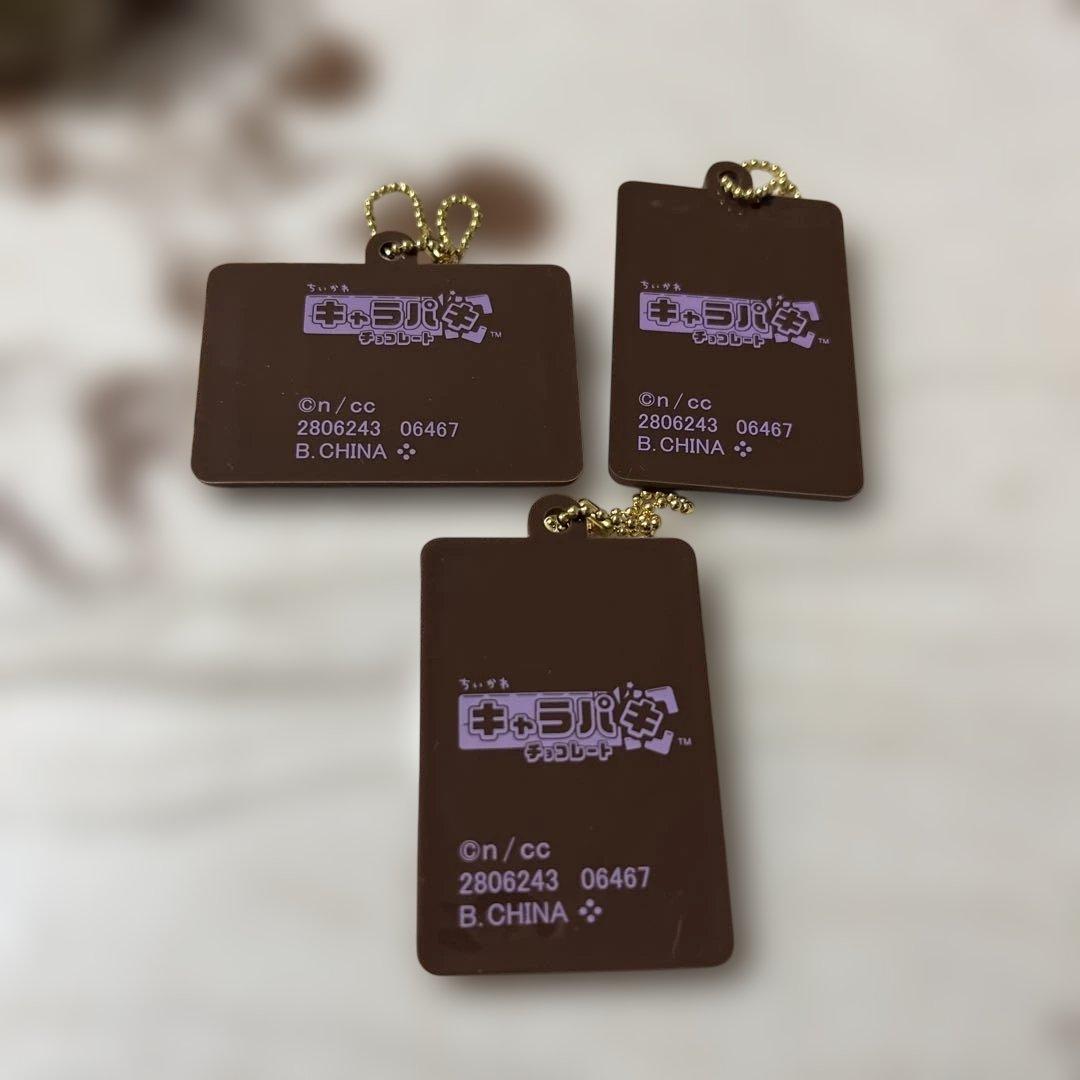 ちいかわ
キャラパキ
チョコレート
TM
©n/cc
2806243 06467
B.CHINA
ちいかわ
キャラパキ
チョコレート
TM
©n/cc
2806243 06467
B.CHINA
ちいかわ
キャラパキ
チョコレート
TM
©n/cc
2806243 06467
B.CHINA